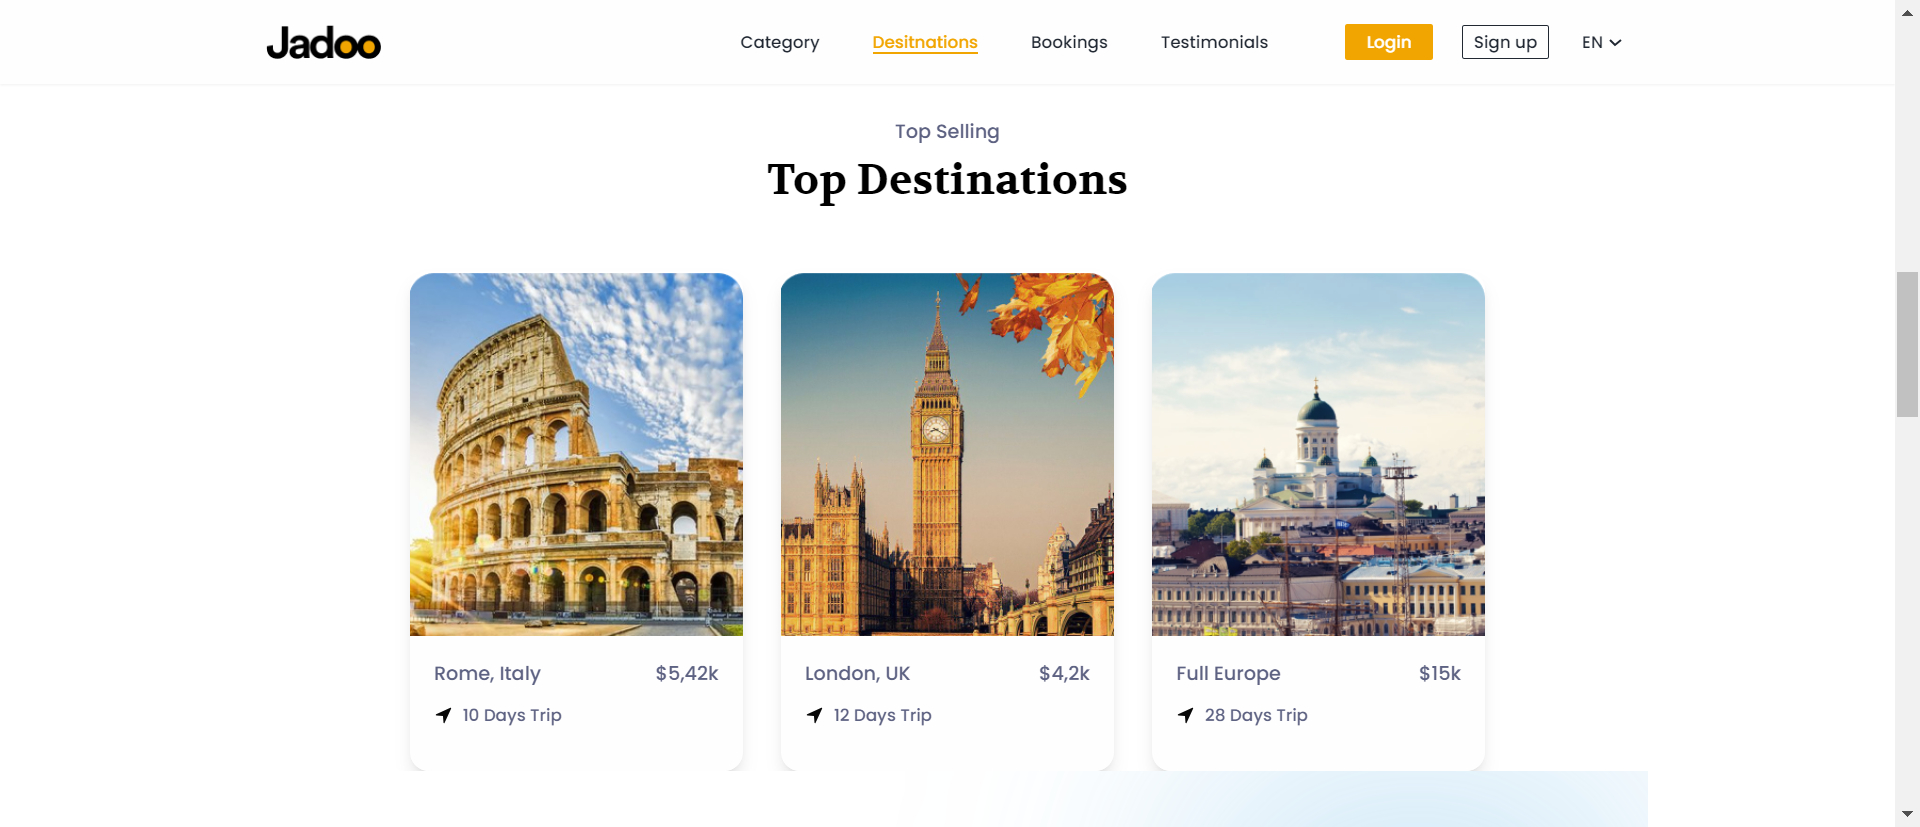 Jadoo
Category
Desitnations
Bookings
Testimonials
Login
Sign up
EN
Top Selling
Top Destinations
Rome, Italy
$5,42k
10 Days Trip
London, UK
$4,2k
12 Days Trip
Full Europe
$15k
28 Days Trip